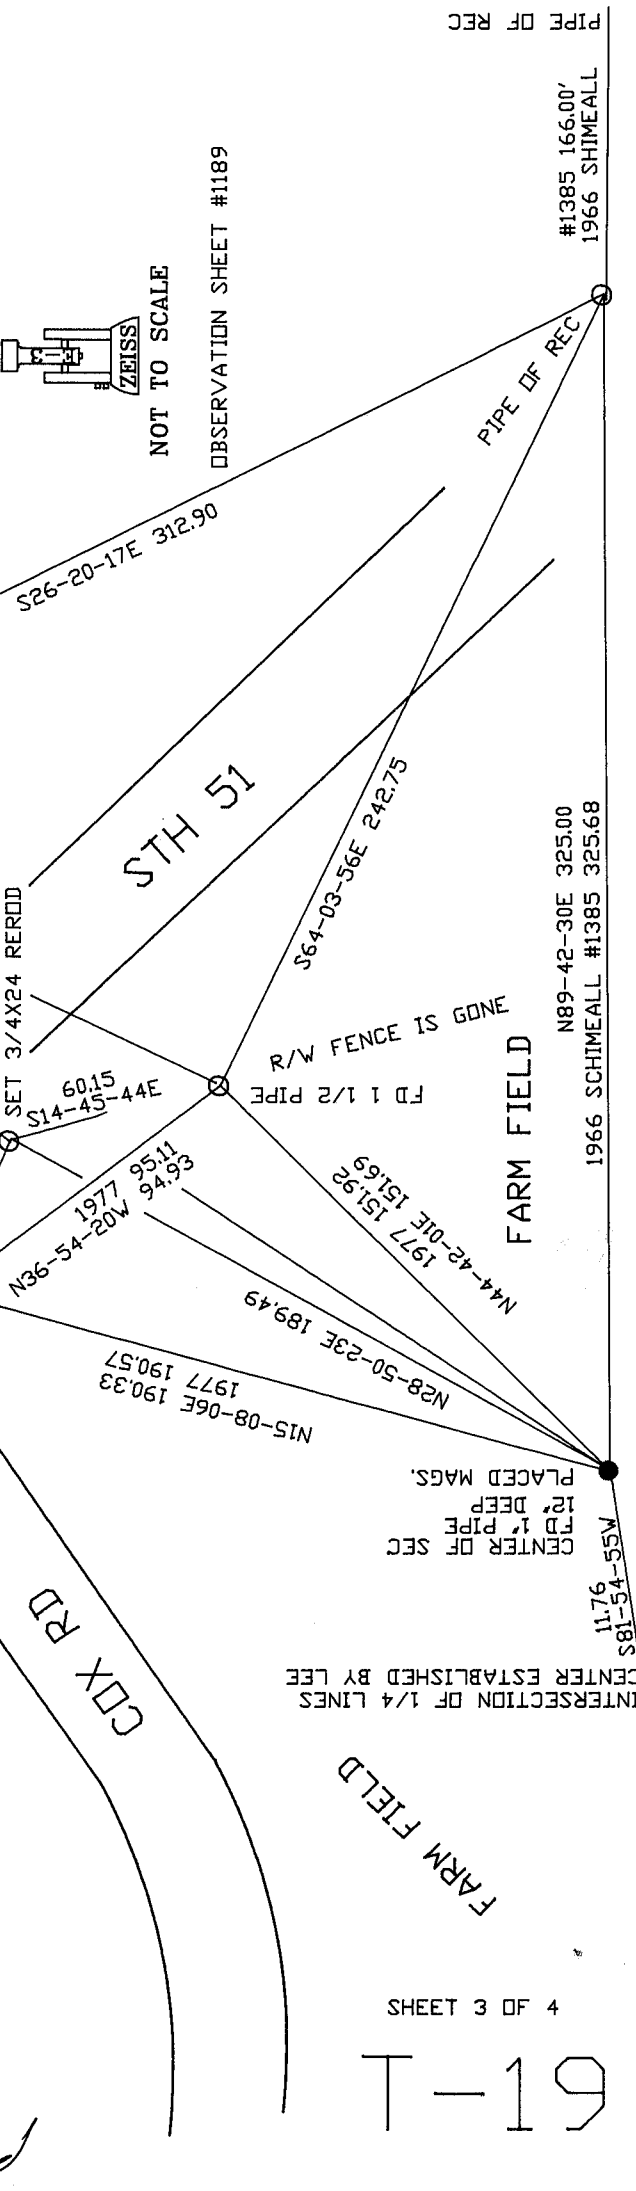 PIPE OF REC
#1385 166.00'
1966 SHIMEALL
ZEISS
NOT TO SCALE
OBSERVATION SHEET #1189
PIPE OF REC
S26-20-17E 312.90
STH 51
S64-03-56E 242.75
SET 3/4X24 REROD
60.15
S14-45-44E
R/W FENCE IS GONE
FD 1 1/2 PIPE
N89-42-30E 325.00
1966 SCHIMEALL #1385 325.68
FARM FIELD
1977 95.11
N36-54-20W 94.93
N44-42-01E 151.69
1977 151.92
N28-50-23E 189.49
N15-08-06E 190.33
1977 190.57
CENTER OF SEC
FD 1" PIPE
12" DEEP
PLACED MAGS.
11.76
S81-54-55W
INTERSECTION OF 1/4 LINES
CENTER ESTABLISHED BY LEE
COX RD
FARM FIELD
SHEET 3 OF 4
T-19